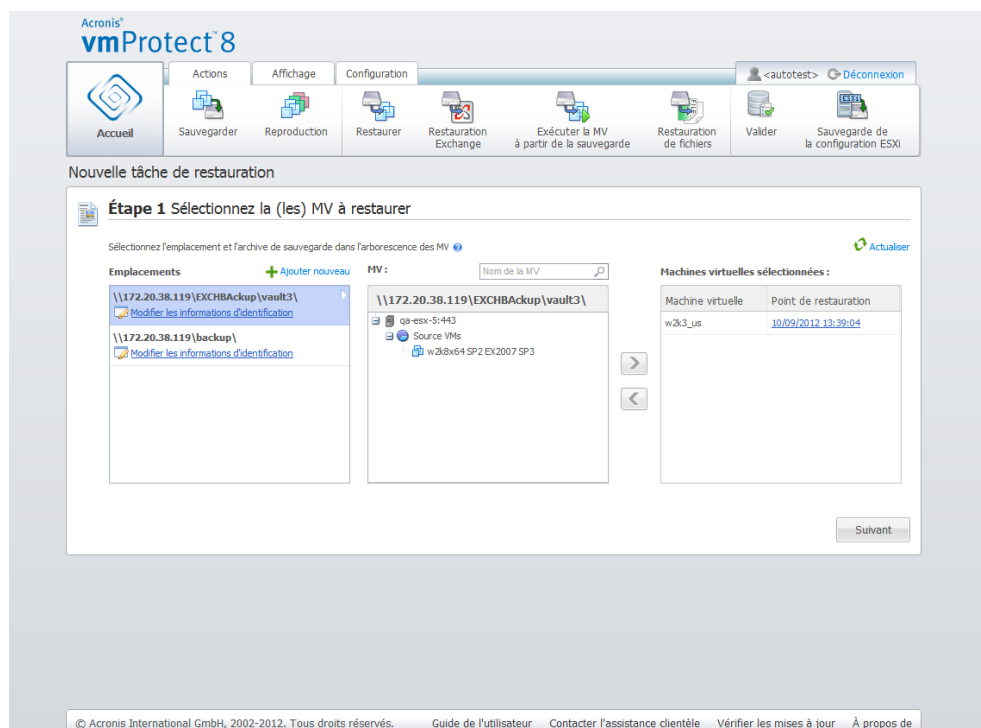 Acronis®
vmProtect™8
Actions Affichage Configuration
<autotest> Déconnexion
Accueil
Sauvegarder
Reproduction
Restaurer
Restauration
Exchange
Exécuter la MV
à partir de la sauvegarde
Restauration
de fichiers
Valider
Sauvegarde de
la configuration ESXi
Nouvelle tâche de restauration
Étape 1 Sélectionnez la (les) MV à restaurer
Sélectionnez l'emplacement et l'archive de sauvegarde dans l'arborescence des MV
Actualiser
Emplacements
Ajouter nouveau
\\172.20.38.119\EXCHBAckup\vault3\
Modifier les informations d'identification
\\172.20.38.119\backup\
Modifier les informations d'identification
MV :
Nom de la MV
\\172.20.38.119\EXCHBAckup\vault3\
qa-esx-5:443
Source VMs
w2k8x64 SP2 EX2007 SP3
Machines virtuelles sélectionnées :
Machine virtuelle Point de restauration
w2k3_us 10/09/2012 13:39:04
Suivant
© Acronis International GmbH, 2002-2012. Tous droits réservés. Guide de l'utilisateur Contacter l'assistance clientèle Vérifier les mises à jour À propos de